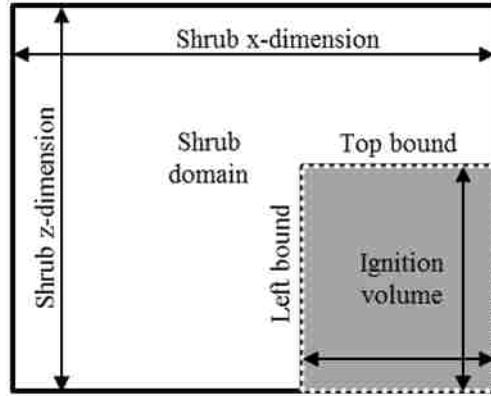 Shrub x-dimension
Shrub z-dimension
Shrub
domain
Top bound
Left bound
Ignition
volume